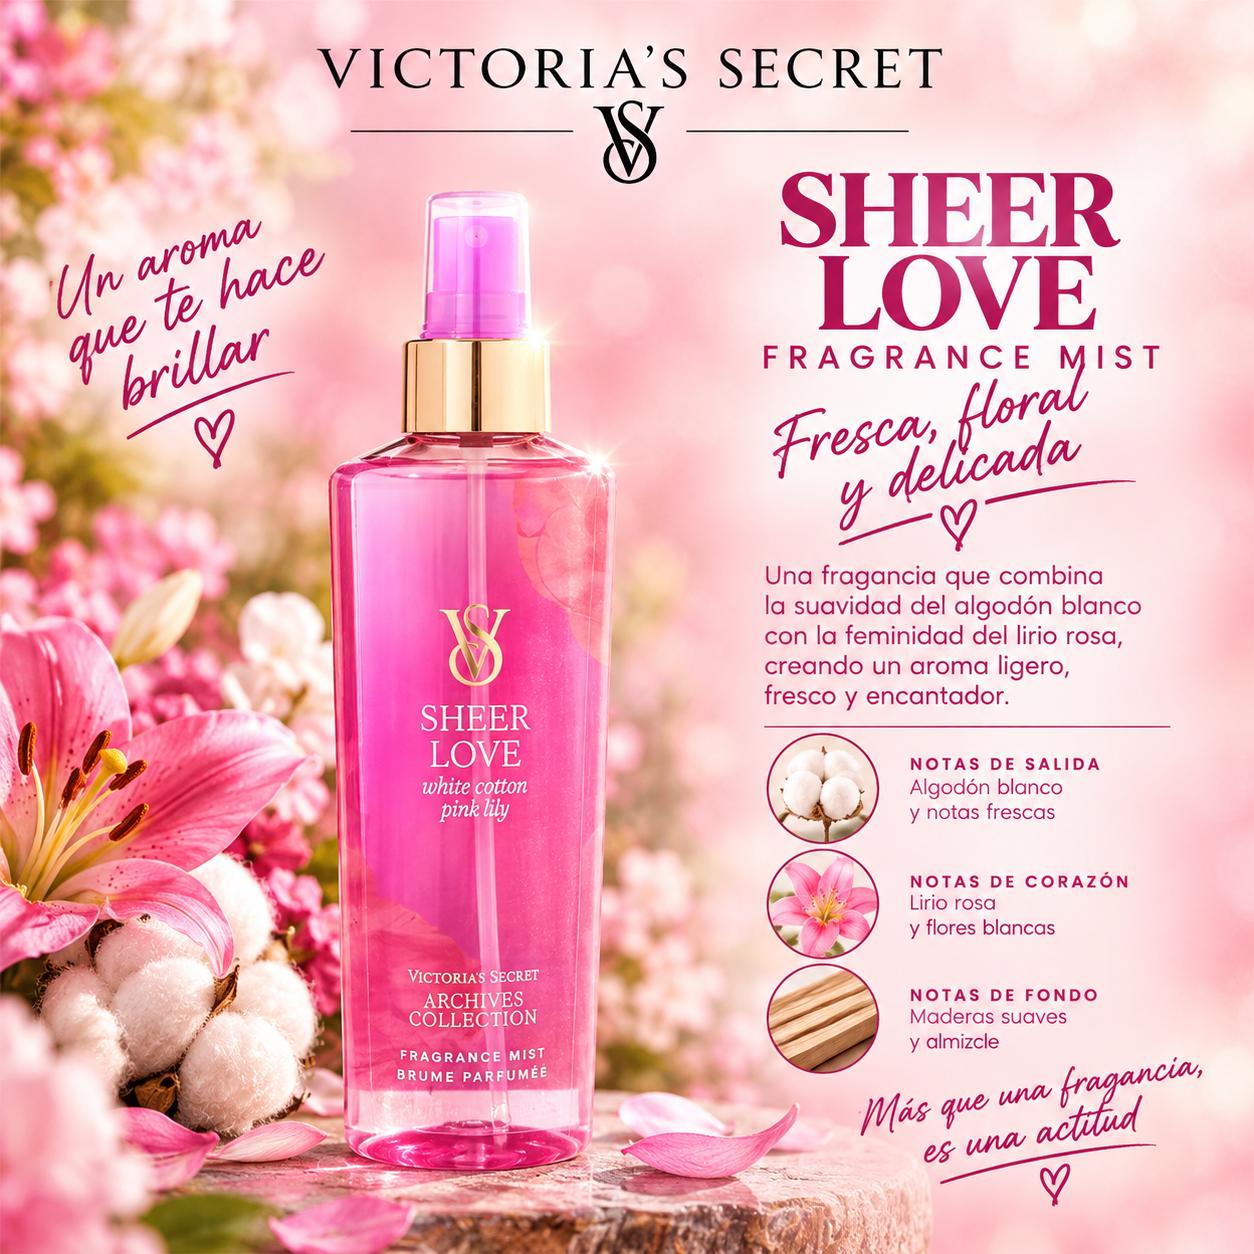 VICTORIA'S SECRET
VS
Un aroma
que te hace
brillar
SHEER
LOVE
FRAGRANCE MIST
Fresca, floral
y delicada
Una fragancia que combina
la suavidad del algodón blanco
con la feminidad del lirio rosa,
creando un aroma ligero,
fresco y encantador.
NOTAS DE SALIDA
Algodón blanco
y notas frescas
NOTAS DE CORAZÓN
Lirio rosa
y flores blancas
NOTAS DE FONDO
Maderas suaves
y almizcle
Más que una fragancia,
es una actitud
VS
SHEER
LOVE
white cotton
pink lily
VICTORIA'S SECRET
ARCHIVES
COLLECTION
FRAGRANCE MIST
BRUME PARFUMÉE